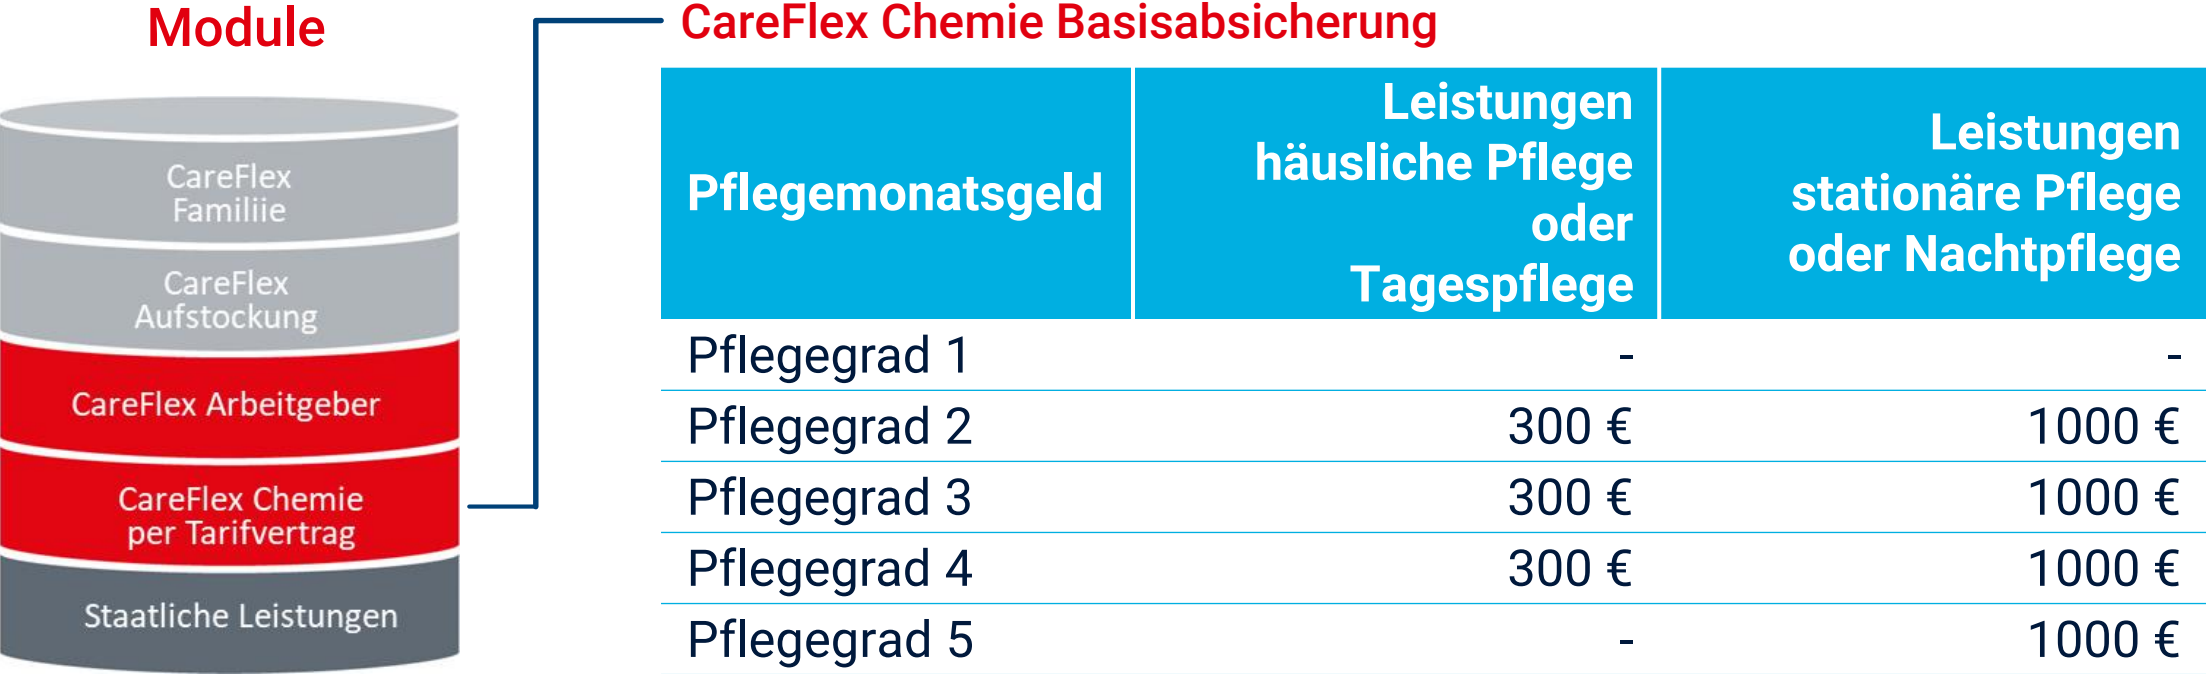 Module
CareFlex
Familiie
CareFlex
Aufstockung
CareFlex Arbeitgeber
CareFlex Chemie
per Tarifvertrag
Staatliche Leistungen
CareFlex Chemie Basisabsicherung
Pflegemonatsgeld
Leistungen
häusliche Pflege
oder
Tagespflege
Leistungen
stationäre Pflege
oder Nachtpflege
Pflegegrad 1 - -
Pflegegrad 2 300 € 1000 €
Pflegegrad 3 300 € 1000 €
Pflegegrad 4 300 € 1000 €
Pflegegrad 5 - 1000 €